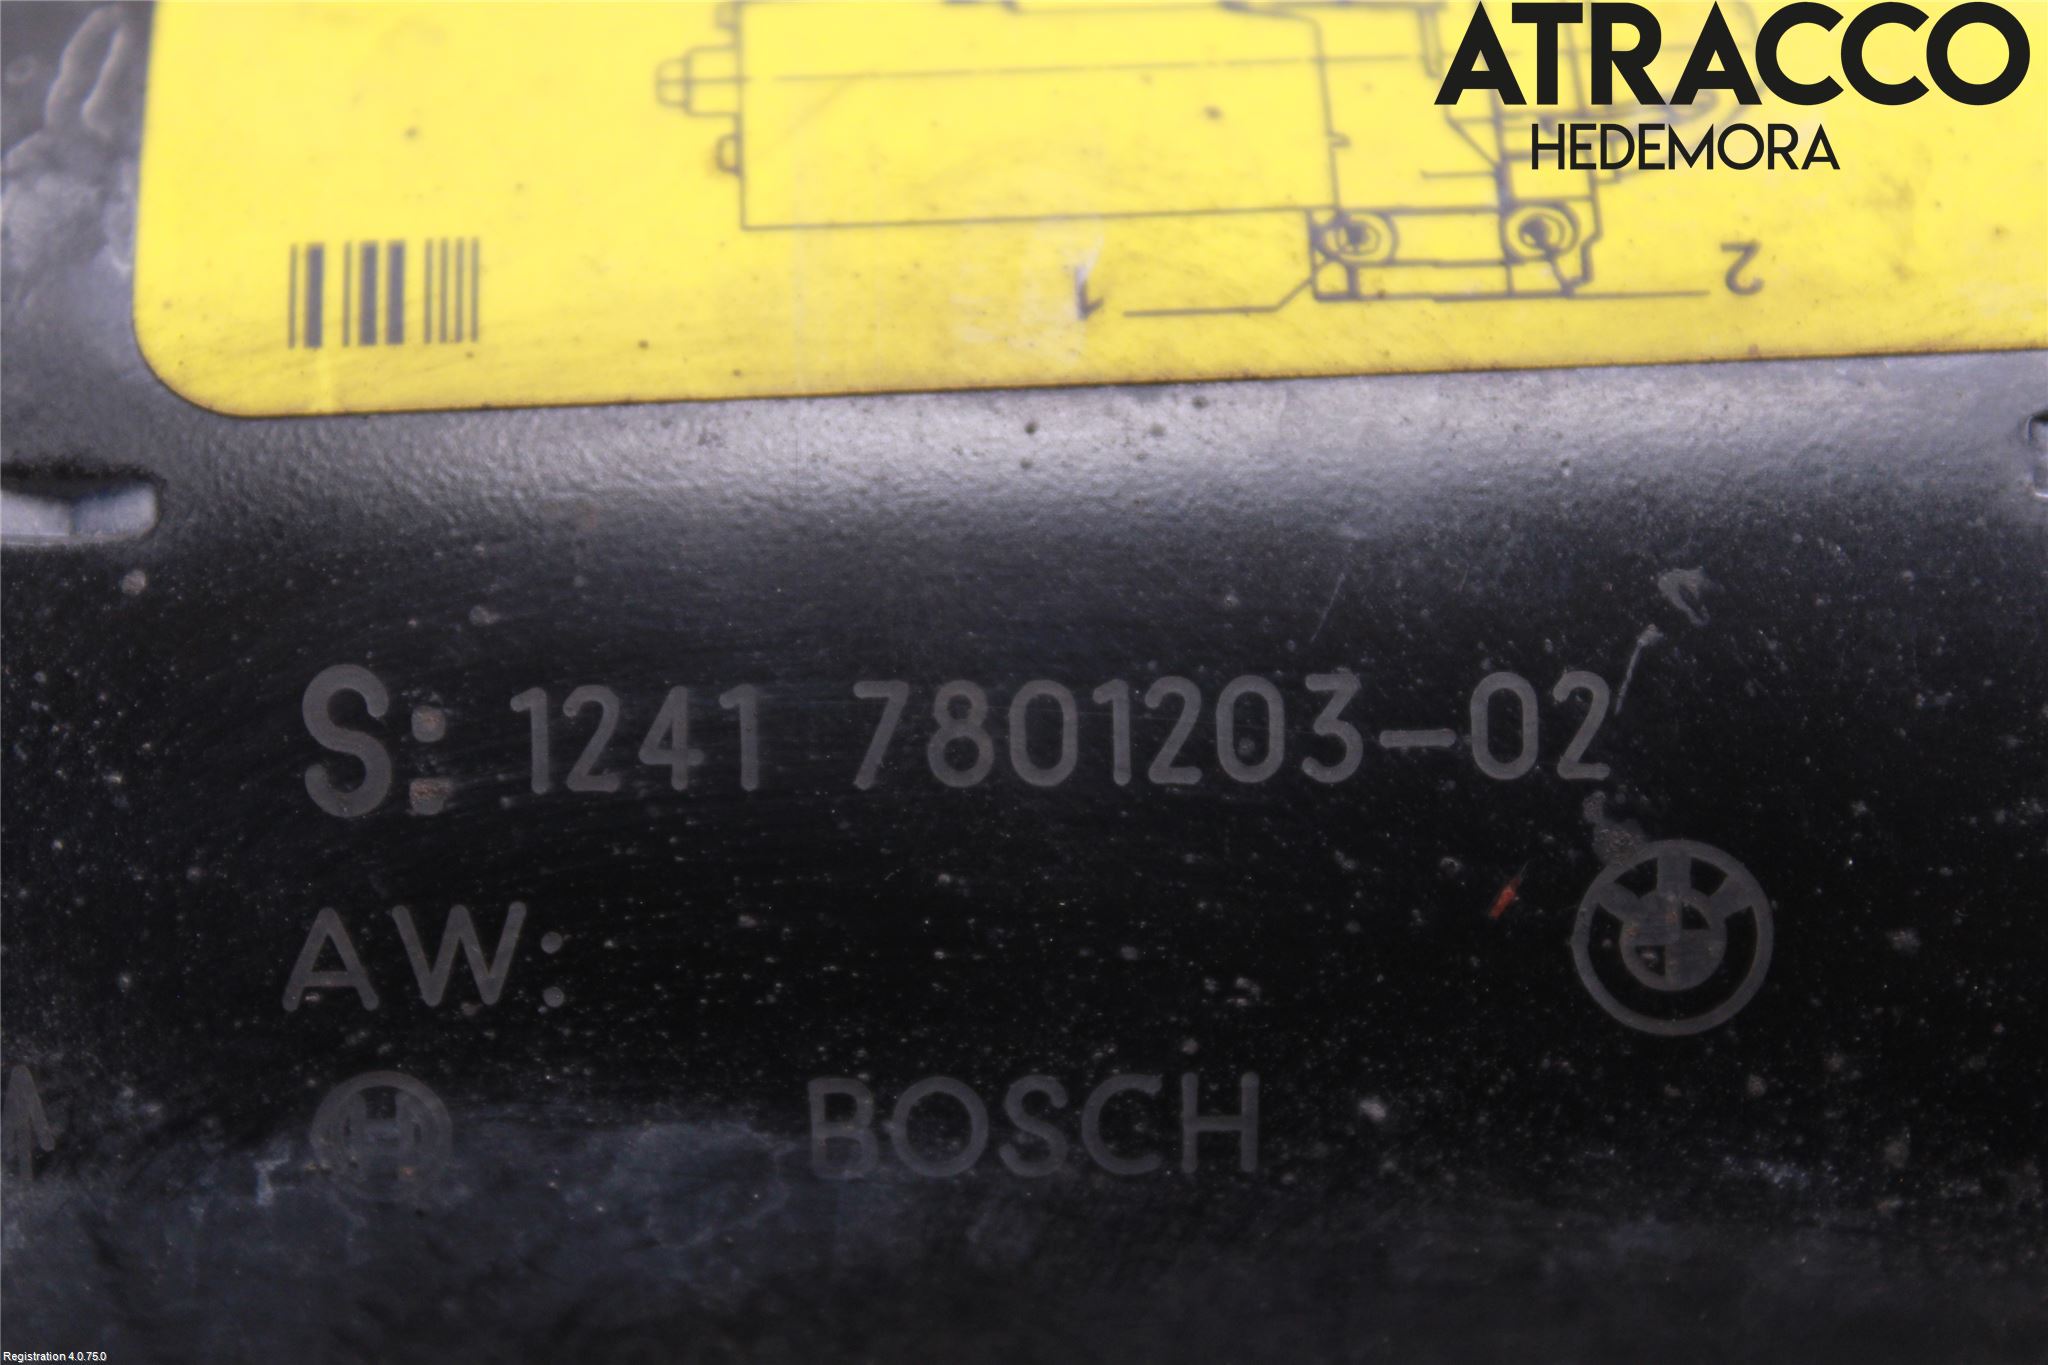 ATRACCO
HEDEMORA
1
2
S: 1241 7801203-02
AW:
BOSCH
Registration 4.0.75.0